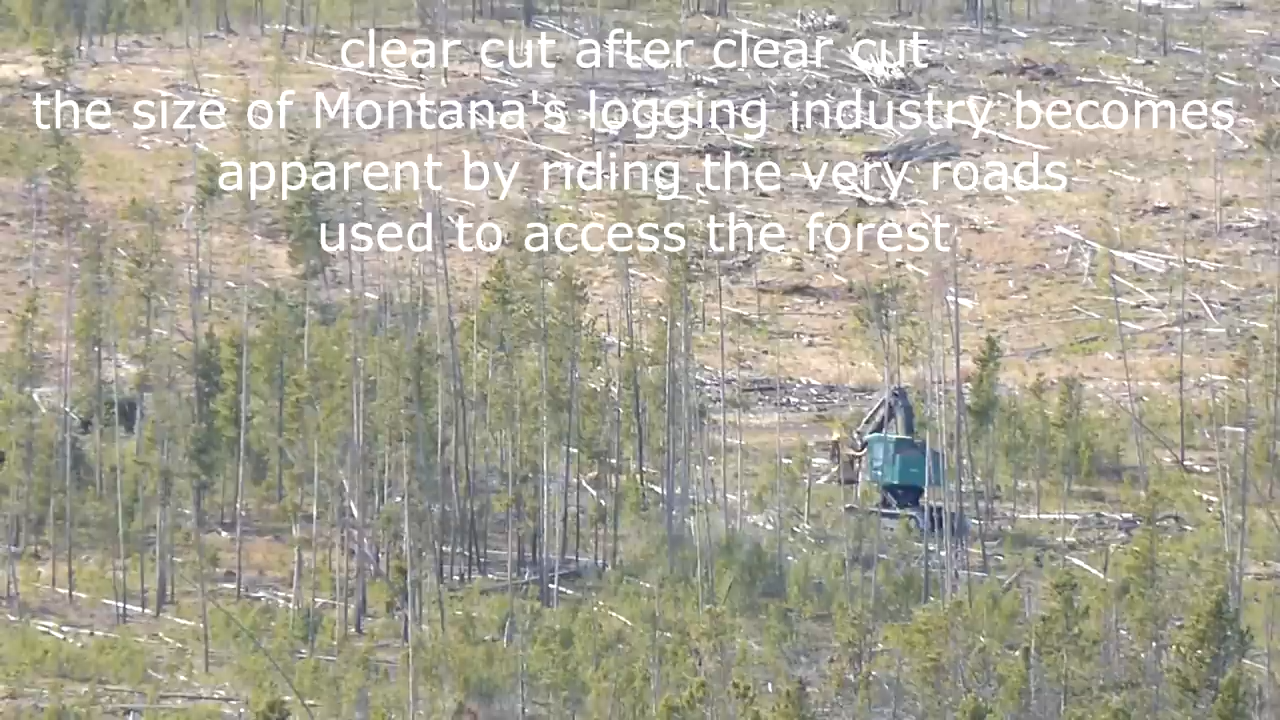 clear cut after clear cut
the size of Montana's logging industry becomes
apparent by riding the very roads
used to access the forest